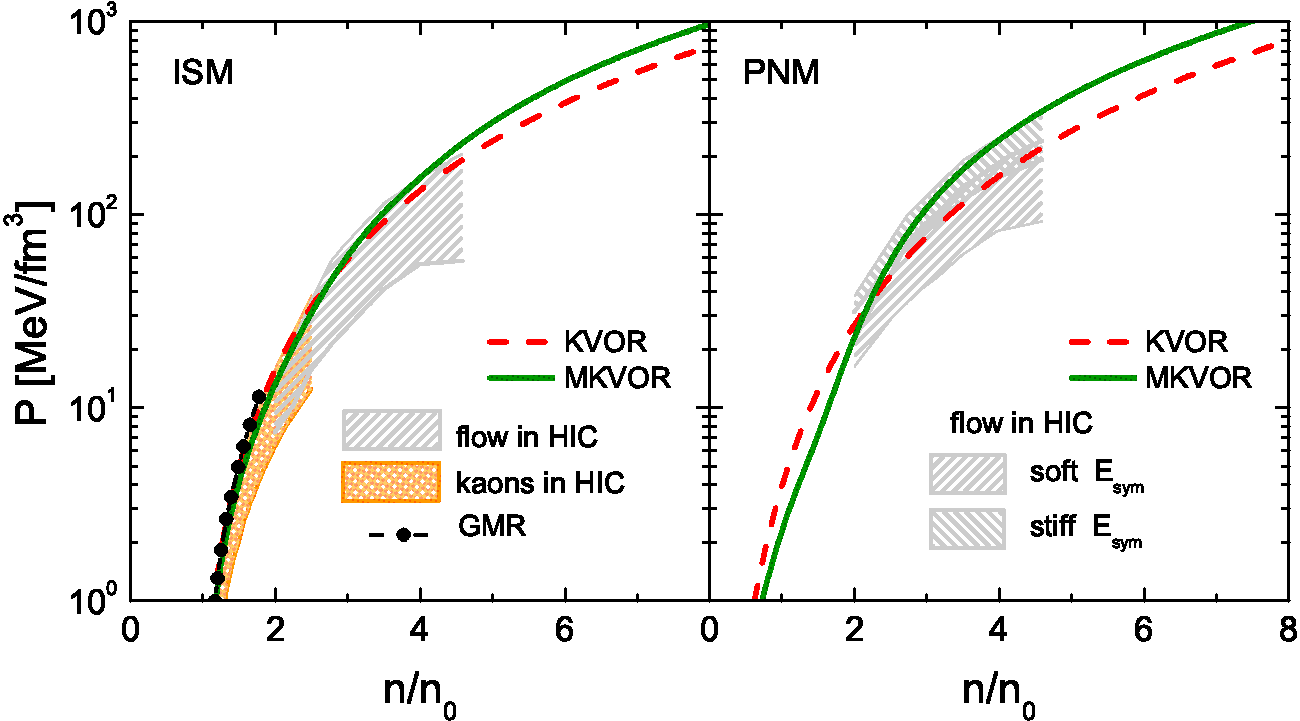 ISM
PNM
P [MeV/fm³]
10³
10²
10¹
10⁰
KVOR
MKVOR
flow in HIC
kaons in HIC
GMR
KVOR
MKVOR
flow in HIC
soft E_sym
stiff E_sym
0 2 4 6 0 2 4 6 8
n/n₀
n/n₀